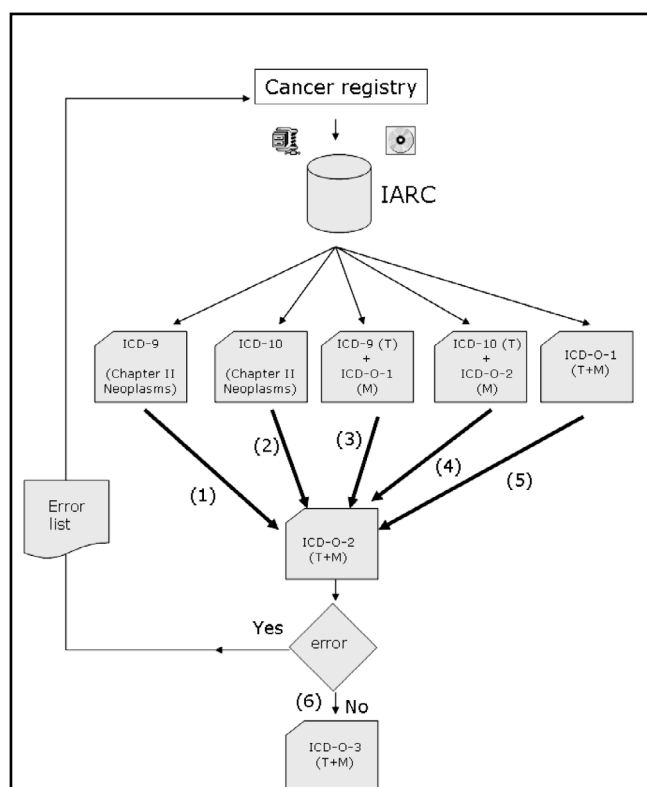 Cancer registry
IARC
ICD-9
(Chapter II
Neoplasms)
ICD-10
(Chapter II
Neoplasms)
ICD-9 (T)
+
ICD-O-1
(M)
ICD-10 (T)
+
ICD-O-2
(M)
ICD-O-1
(T+M)
(1)
(2)
(3)
(4)
(5)
Error
list
ICD-O-2
(T+M)
Yes
error
(6)
No
ICD-O-3
(T+M)